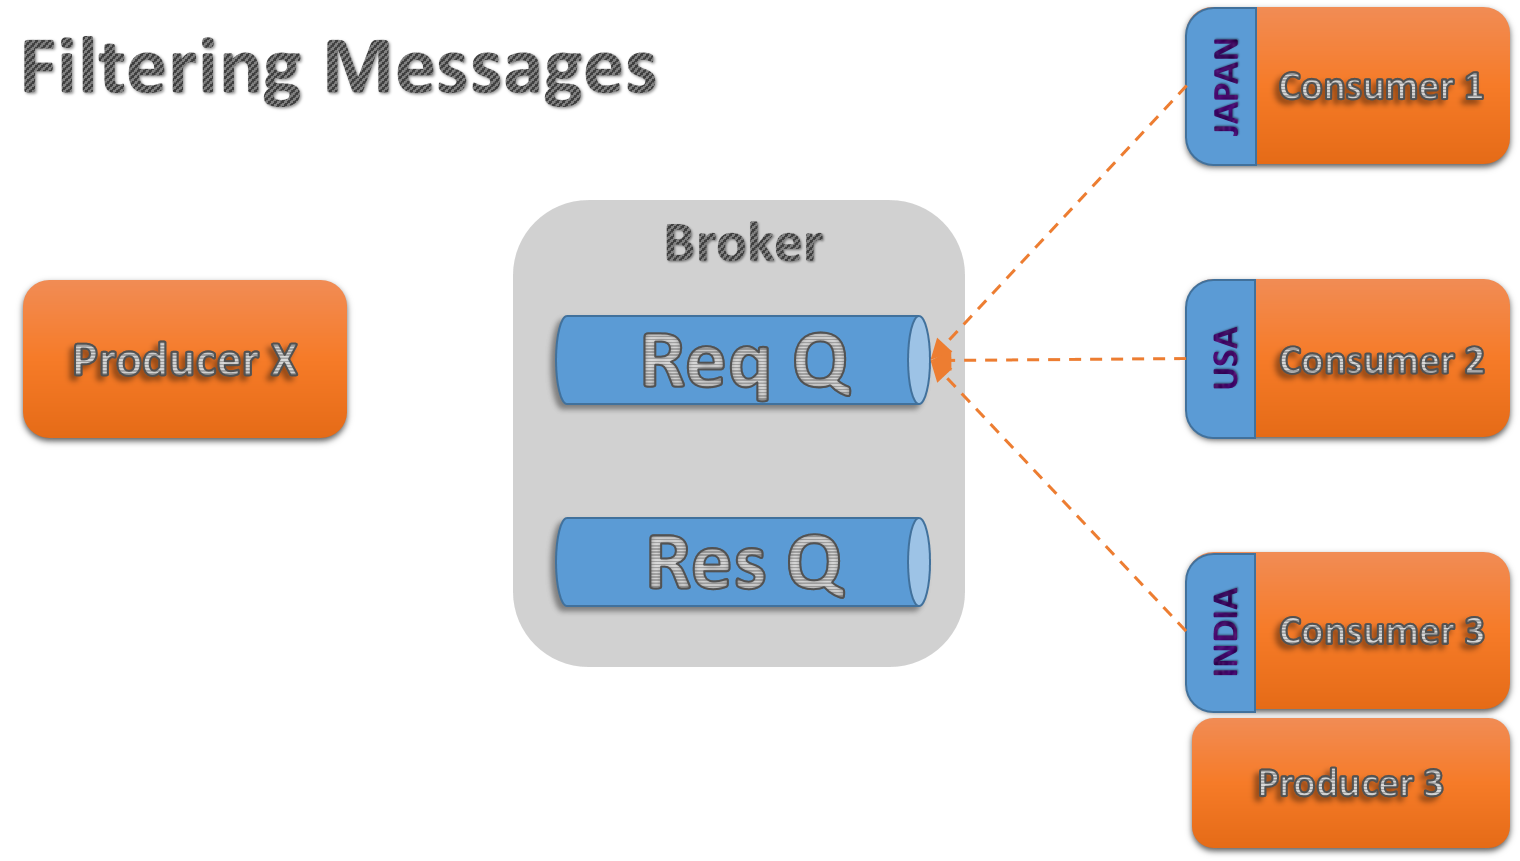 Filtering Messages
JAPAN
Consumer 1
Broker
Producer X
Req Q
USA
Consumer 2
Res Q
INDIA
Consumer 3
Producer 3